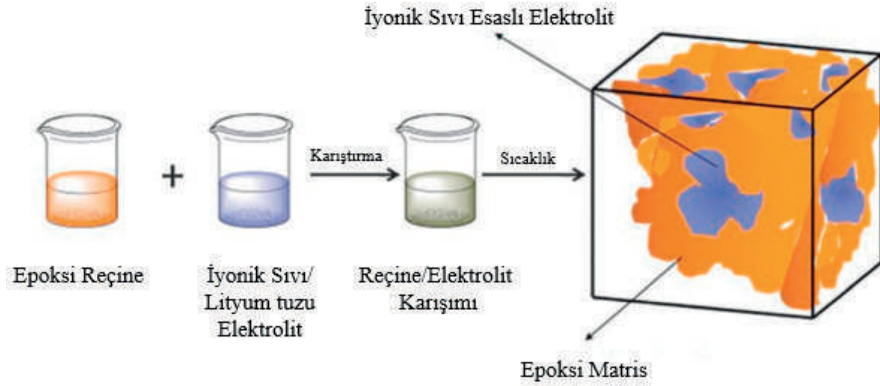 İyonik Sıvı Esaslı Elektrolit
Karıştırma
Sıcaklık
Epoksi Reçine
İyonik Sıvı/
Lityum tuzu
Elektrolit
Reçine/Elektrolit
Karışımı
Epoksi Matris